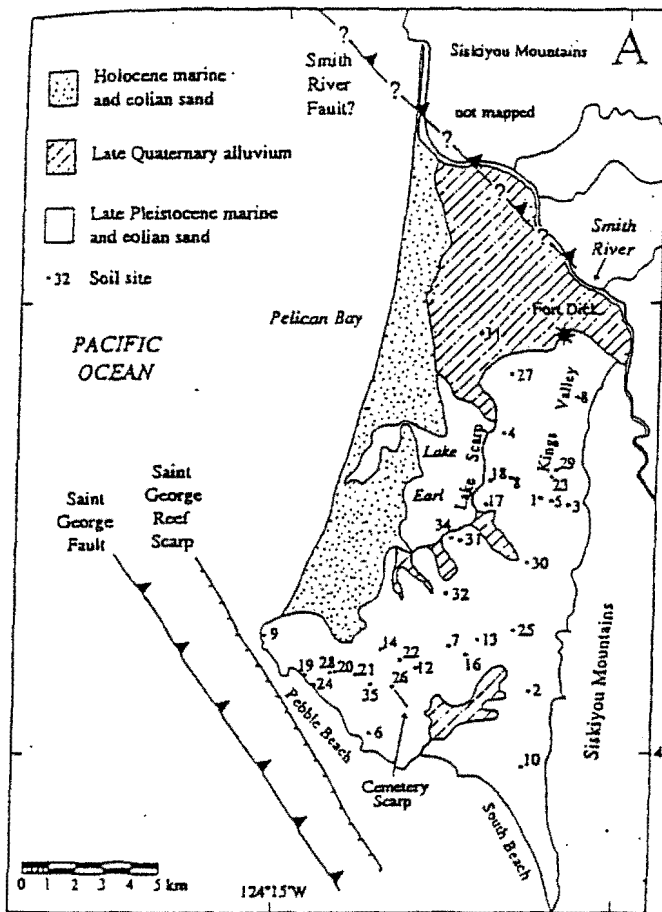 A
Holocene marine
and eolian sand
Late Quaternary alluvium
Late Pleistocene marine
and eolian sand
•32 Soil site
?
?
Smith
River
Fault?
?
?
?
?
Siskiyou Mountains
not mapped
Smith
River
Fort Dick
Pelican Bay
PACIFIC
OCEAN
Kings Valley
Lake
Earl
Lake Scarp
Saint
George
Fault
Saint
George
Reef
Scarp
Siskiyou Mountains
Pebble Beach
Cemetery
Scarp
South Beach
11
27
8
4
29
18
23
17
1
5
3
34
31
30
32
9
14
7
13
25
22
19
28
20
21
12
16
24
26
35
2
6
10
4
0 1 2 3 4 5 km
124°15'W